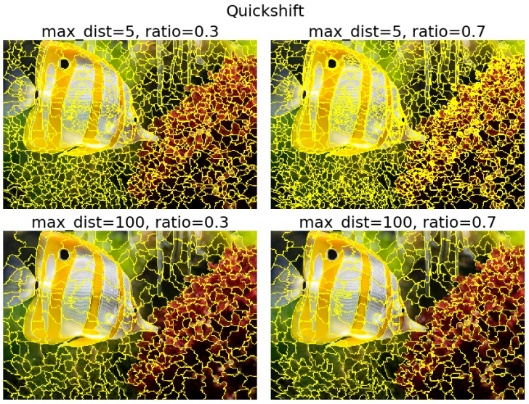 Quickshift
max_dist=5, ratio=0.3
max_dist=5, ratio=0.7
max_dist=100, ratio=0.3
max_dist=100, ratio=0.7